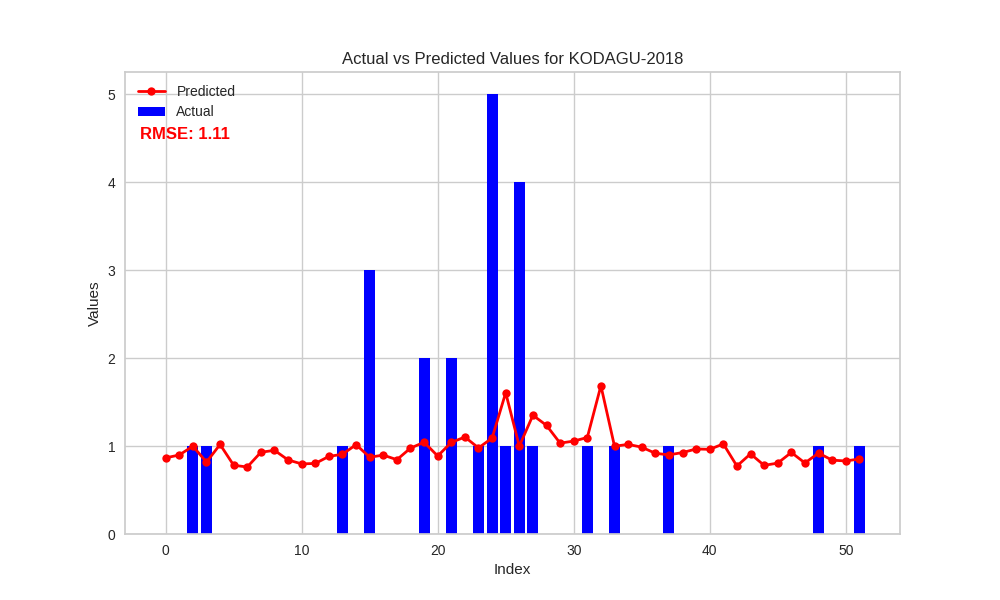 Actual vs Predicted Values for KODAGU-2018
Predicted
Actual
RMSE: 1.11
Values
5
4
3
2
1
0
0 10 20 30 40 50
Index